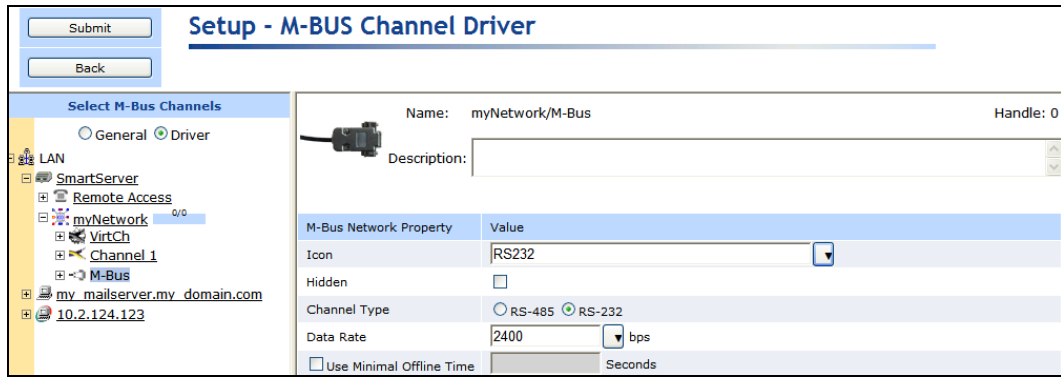 Submit
Setup - M-BUS Channel Driver
Back
Select M-Bus Channels
General Driver
LAN
SmartServer
Remote Access
myNetwork 0/0
VirtCh
Channel 1
M-Bus
my_mailserver.my_domain.com
10.2.124.123
Name: myNetwork/M-Bus Handle: 0
Description:
M-Bus Network Property Value
Icon RS232
Hidden
Channel Type RS-485 RS-232
Data Rate 2400 bps
Use Minimal Offline Time Seconds